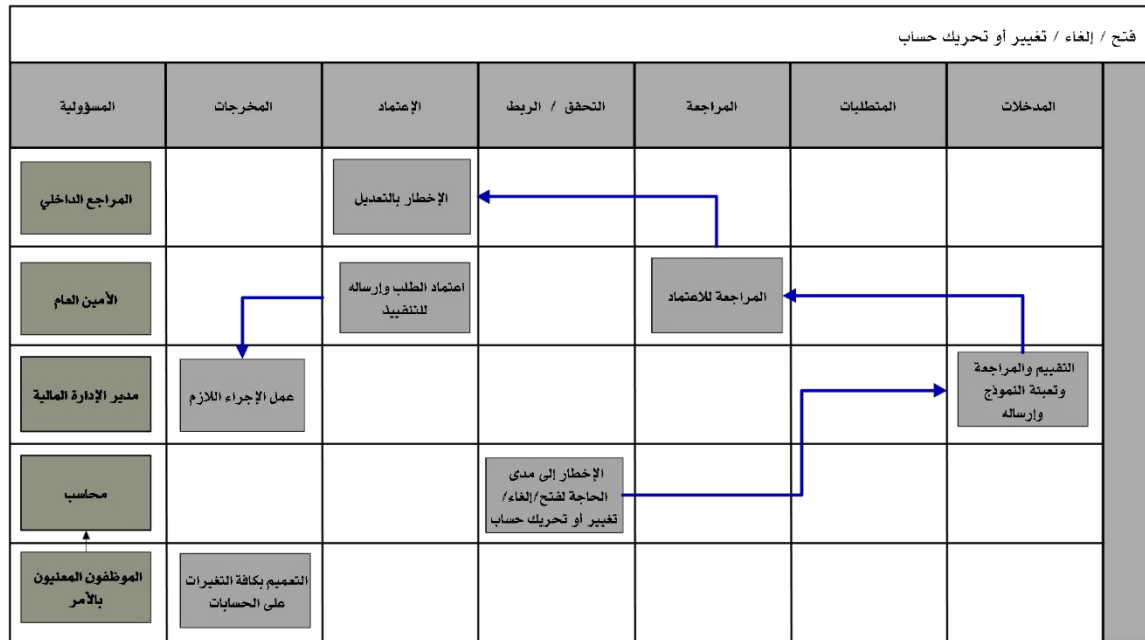 فتح / إلغاء / تغيير أو تحريك حساب
المدخلات
المتطلبات
المراجعة
التحقق / الربط
الإعتماد
المخرجات
المسؤولية
الإخطار بالتعديل
المراجع الداخلي
المراجعة للاعتماد
اعتماد الطلب وإرساله
للتنفييذ
الأمين العام
التقييم والمراجعة
وتعبئة النموذج
وإرساله
عمل الإجراء اللازم
مدير الإدارة المالية
الإخطار إلى مدى
الحاجة لفتح/إلغاء/
تغيير أو تحريك حساب
محاسب
التعميم بكافة التغيرات
على الحسابات
الموظفون المعنيون
بالأمر